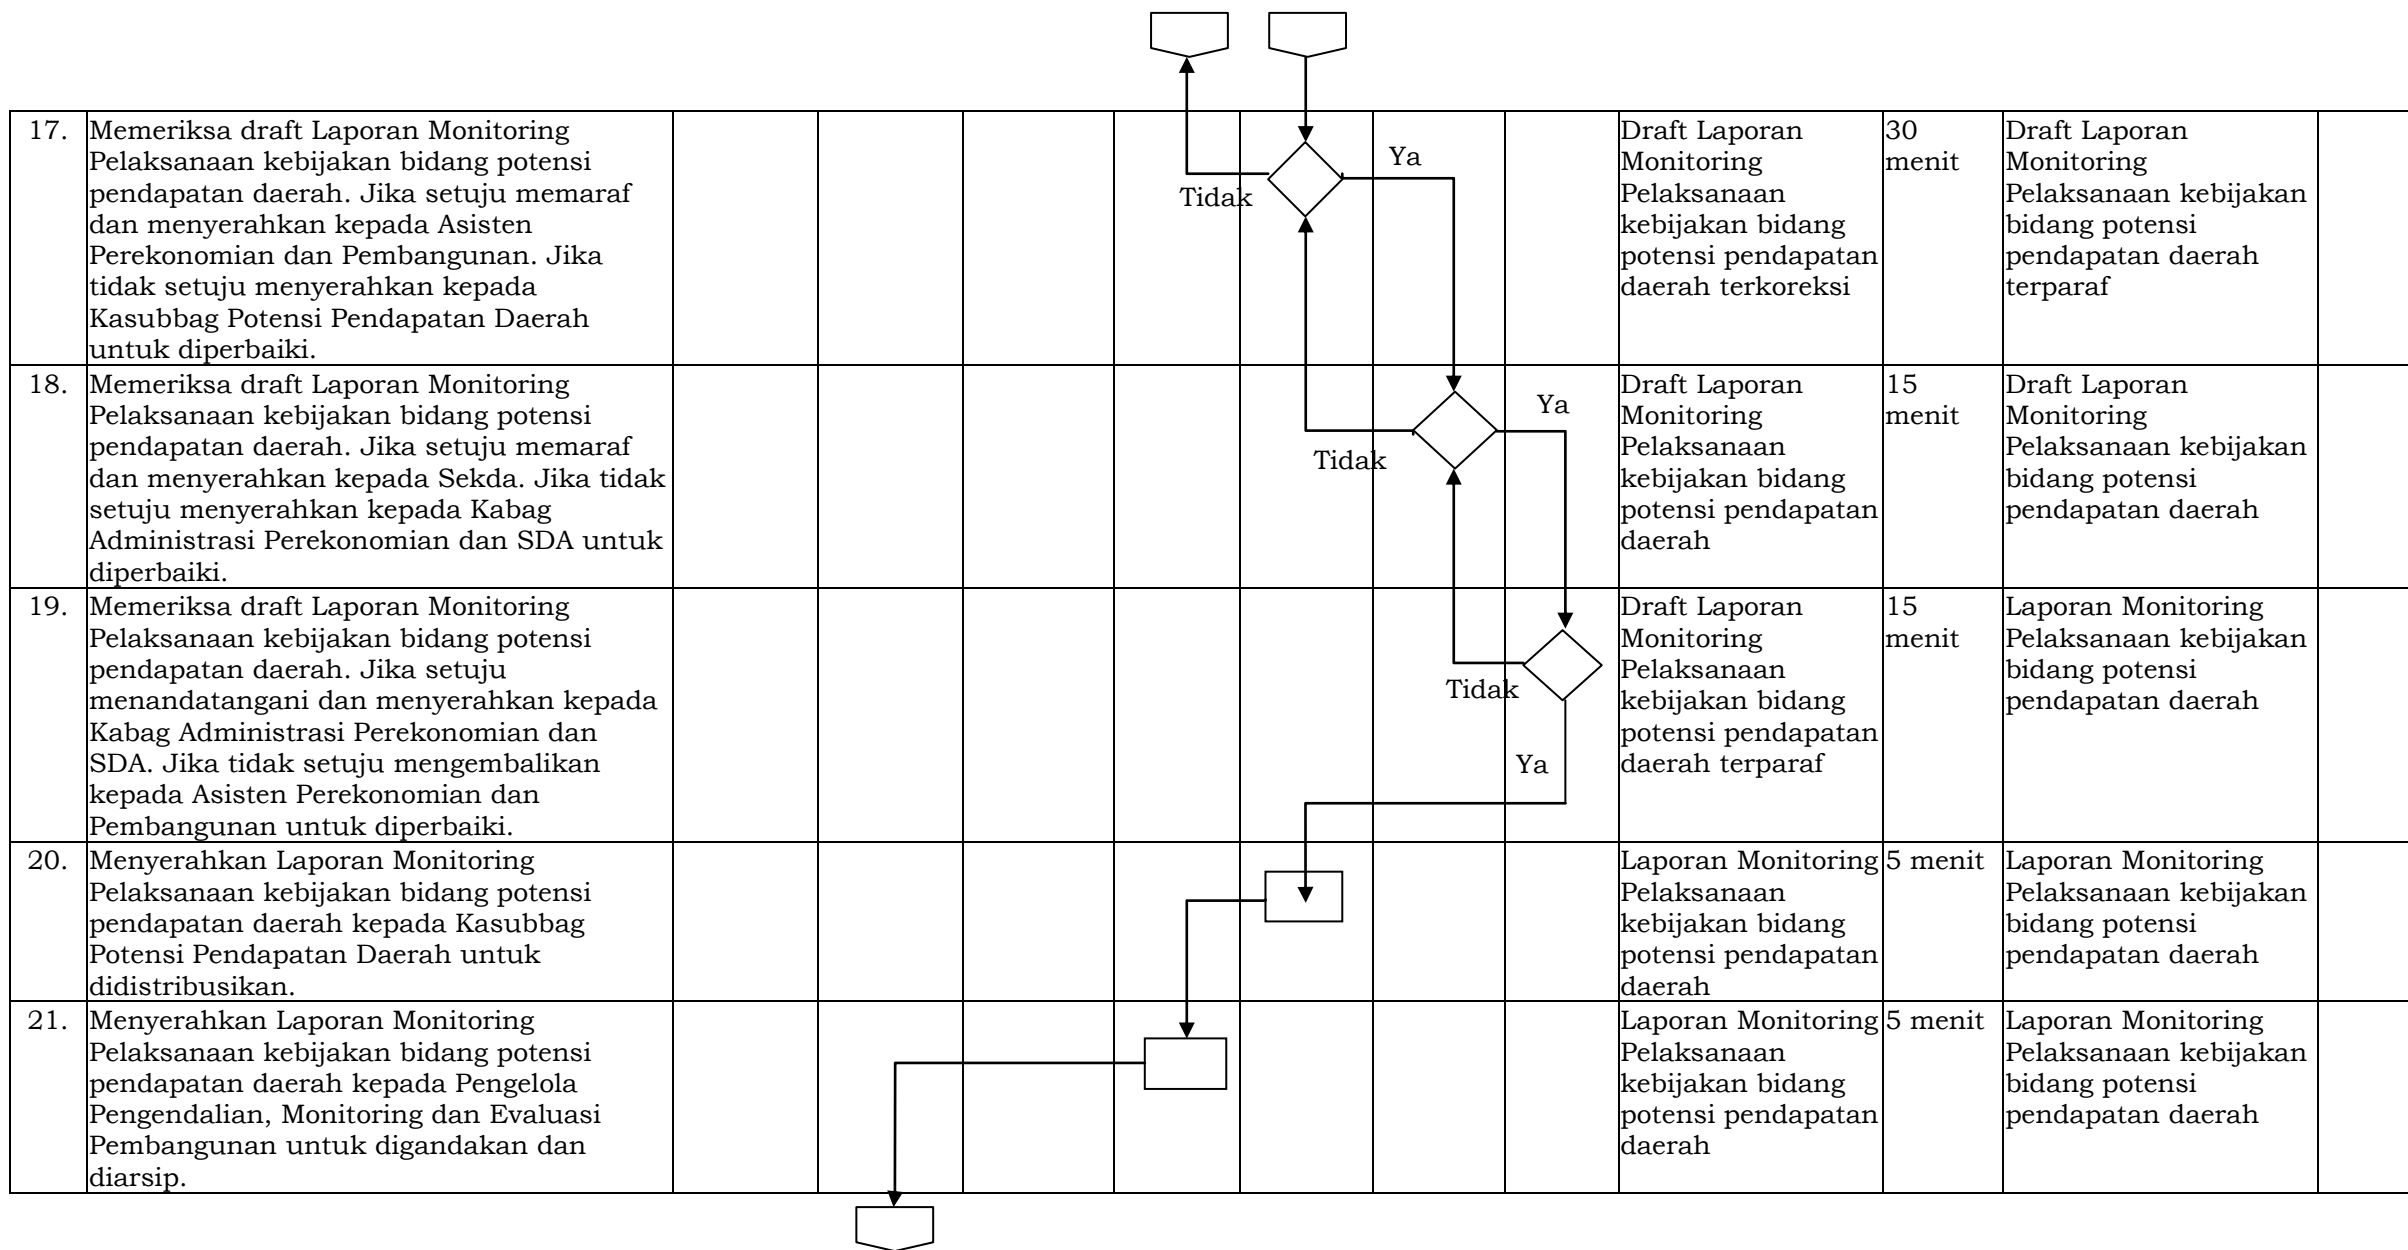 17.
Memeriksa draft Laporan Monitoring
Pelaksanaan kebijakan bidang potensi
pendapatan daerah. Jika setuju memaraf
dan menyerahkan kepada Asisten
Perekonomian dan Pembangunan. Jika
tidak setuju menyerahkan kepada
Kasubbag Potensi Pendapatan Daerah
untuk diperbaiki.
Tidak
Ya
Draft Laporan
Monitoring
Pelaksanaan
kebijakan bidang
potensi pendapatan
daerah terkoreksi
30
menit
Draft Laporan
Monitoring
Pelaksanaan kebijakan
bidang potensi
pendapatan daerah
terparaf
18.
Memeriksa draft Laporan Monitoring
Pelaksanaan kebijakan bidang potensi
pendapatan daerah. Jika setuju memaraf
dan menyerahkan kepada Sekda. Jika tidak
setuju menyerahkan kepada Kabag
Administrasi Perekonomian dan SDA untuk
diperbaiki.
Tidak
Ya
Draft Laporan
Monitoring
Pelaksanaan
kebijakan bidang
potensi pendapatan
daerah
15
menit
Draft Laporan
Monitoring
Pelaksanaan kebijakan
bidang potensi
pendapatan daerah
19.
Memeriksa draft Laporan Monitoring
Pelaksanaan kebijakan bidang potensi
pendapatan daerah. Jika setuju
menandatangani dan menyerahkan kepada
Kabag Administrasi Perekonomian dan
SDA. Jika tidak setuju mengembalikan
kepada Asisten Perekonomian dan
Pembangunan untuk diperbaiki.
Tidak
Ya
Draft Laporan
Monitoring
Pelaksanaan
kebijakan bidang
potensi pendapatan
daerah terparaf
15
menit
Laporan Monitoring
Pelaksanaan kebijakan
bidang potensi
pendapatan daerah
20.
Menyerahkan Laporan Monitoring
Pelaksanaan kebijakan bidang potensi
pendapatan daerah kepada Kasubbag
Potensi Pendapatan Daerah untuk
didistribusikan.
Laporan Monitoring
Pelaksanaan
kebijakan bidang
potensi pendapatan
daerah
5 menit
Laporan Monitoring
Pelaksanaan kebijakan
bidang potensi
pendapatan daerah
21.
Menyerahkan Laporan Monitoring
Pelaksanaan kebijakan bidang potensi
pendapatan daerah kepada Pengelola
Pengendalian, Monitoring dan Evaluasi
Pembangunan untuk digandakan dan
diarsip.
Laporan Monitoring
Pelaksanaan
kebijakan bidang
potensi pendapatan
daerah
5 menit
Laporan Monitoring
Pelaksanaan kebijakan
bidang potensi
pendapatan daerah